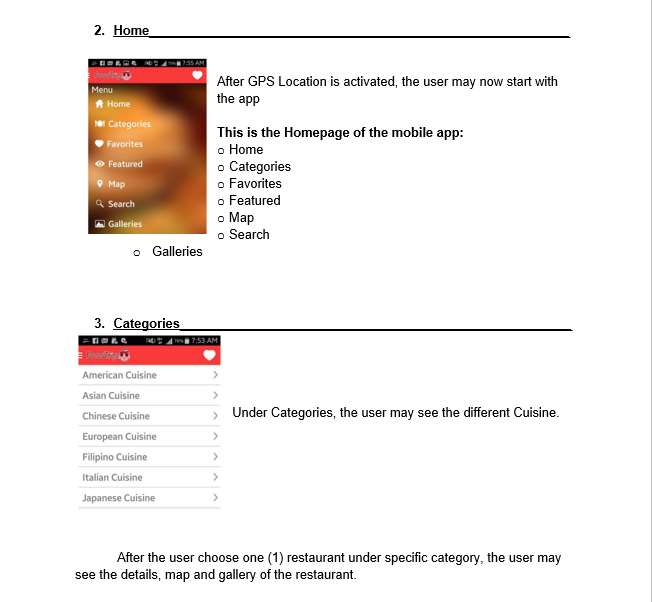 2. Home
7:55 AM
Menu
Home
Categories
Favorites
Featured
Map
Search
Galleries
After GPS Location is activated, the user may now start with
the app
This is the Homepage of the mobile app:
o Home
o Categories
o Favorites
o Featured
o Map
o Search
o Galleries
3. Categories
7:53 AM
American Cuisine
Asian Cuisine
Chinese Cuisine
European Cuisine
Filipino Cuisine
Italian Cuisine
Japanese Cuisine
Under Categories, the user may see the different Cuisine.
After the user choose one (1) restaurant under specific category, the user may
see the details, map and gallery of the restaurant.